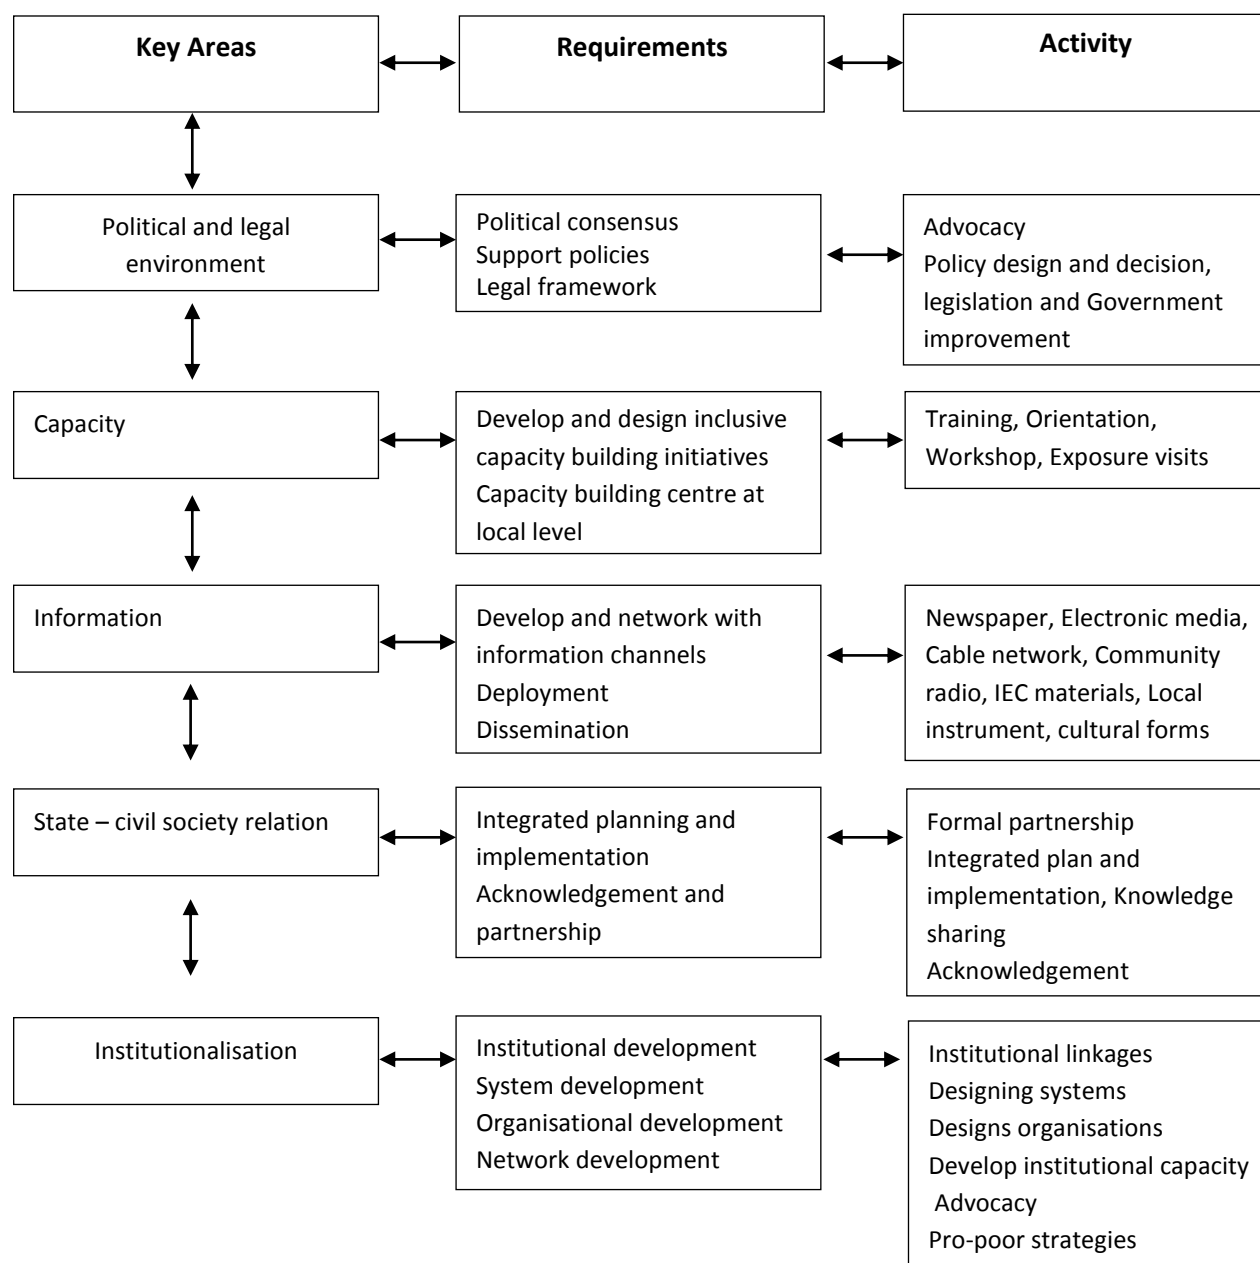 Key Areas
Requirements
Activity
Political and legal
environment
Political consensus
Support policies
Legal framework
Advocacy
Policy design and decision,
legislation and Government
improvement
Capacity
Develop and design inclusive
capacity building initiatives
Capacity building centre at
local level
Training, Orientation,
Workshop, Exposure visits
Information
Develop and network with
information channels
Deployment
Dissemination
Newspaper, Electronic media,
Cable network, Community
radio, IEC materials, Local
instrument, cultural forms
State – civil society relation
Integrated planning and
implementation
Acknowledgement and
partnership
Formal partnership
Integrated plan and
implementation, Knowledge
sharing
Acknowledgement
Institutionalisation
Institutional development
System development
Organisational development
Network development
Institutional linkages
Designing systems
Designs organisations
Develop institutional capacity
Advocacy
Pro-poor strategies